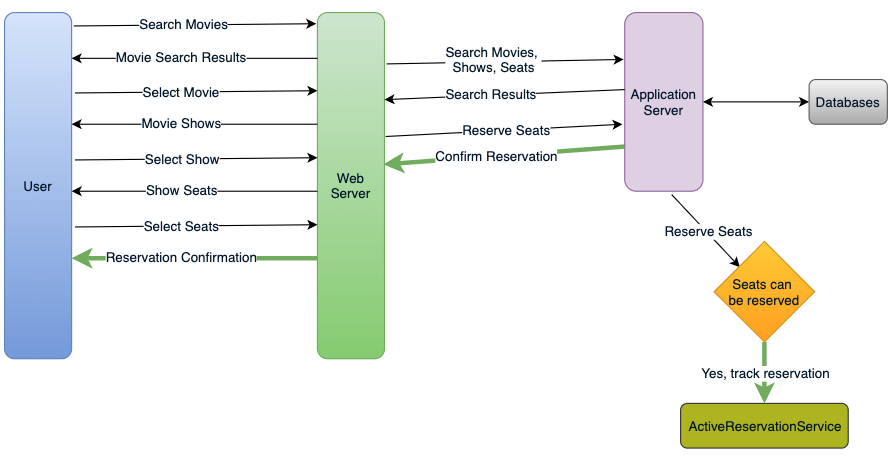 Search Movies
Movie Search Results
Select Movie
Movie Shows
Select Show
Show Seats
Select Seats
Reservation Confirmation
User
Web
Server
Search Movies,
Shows, Seats
Search Results
Reserve Seats
Confirm Reservation
Application
Server
Databases
Reserve Seats
Seats can
be reserved
Yes, track reservation
ActiveReservationService